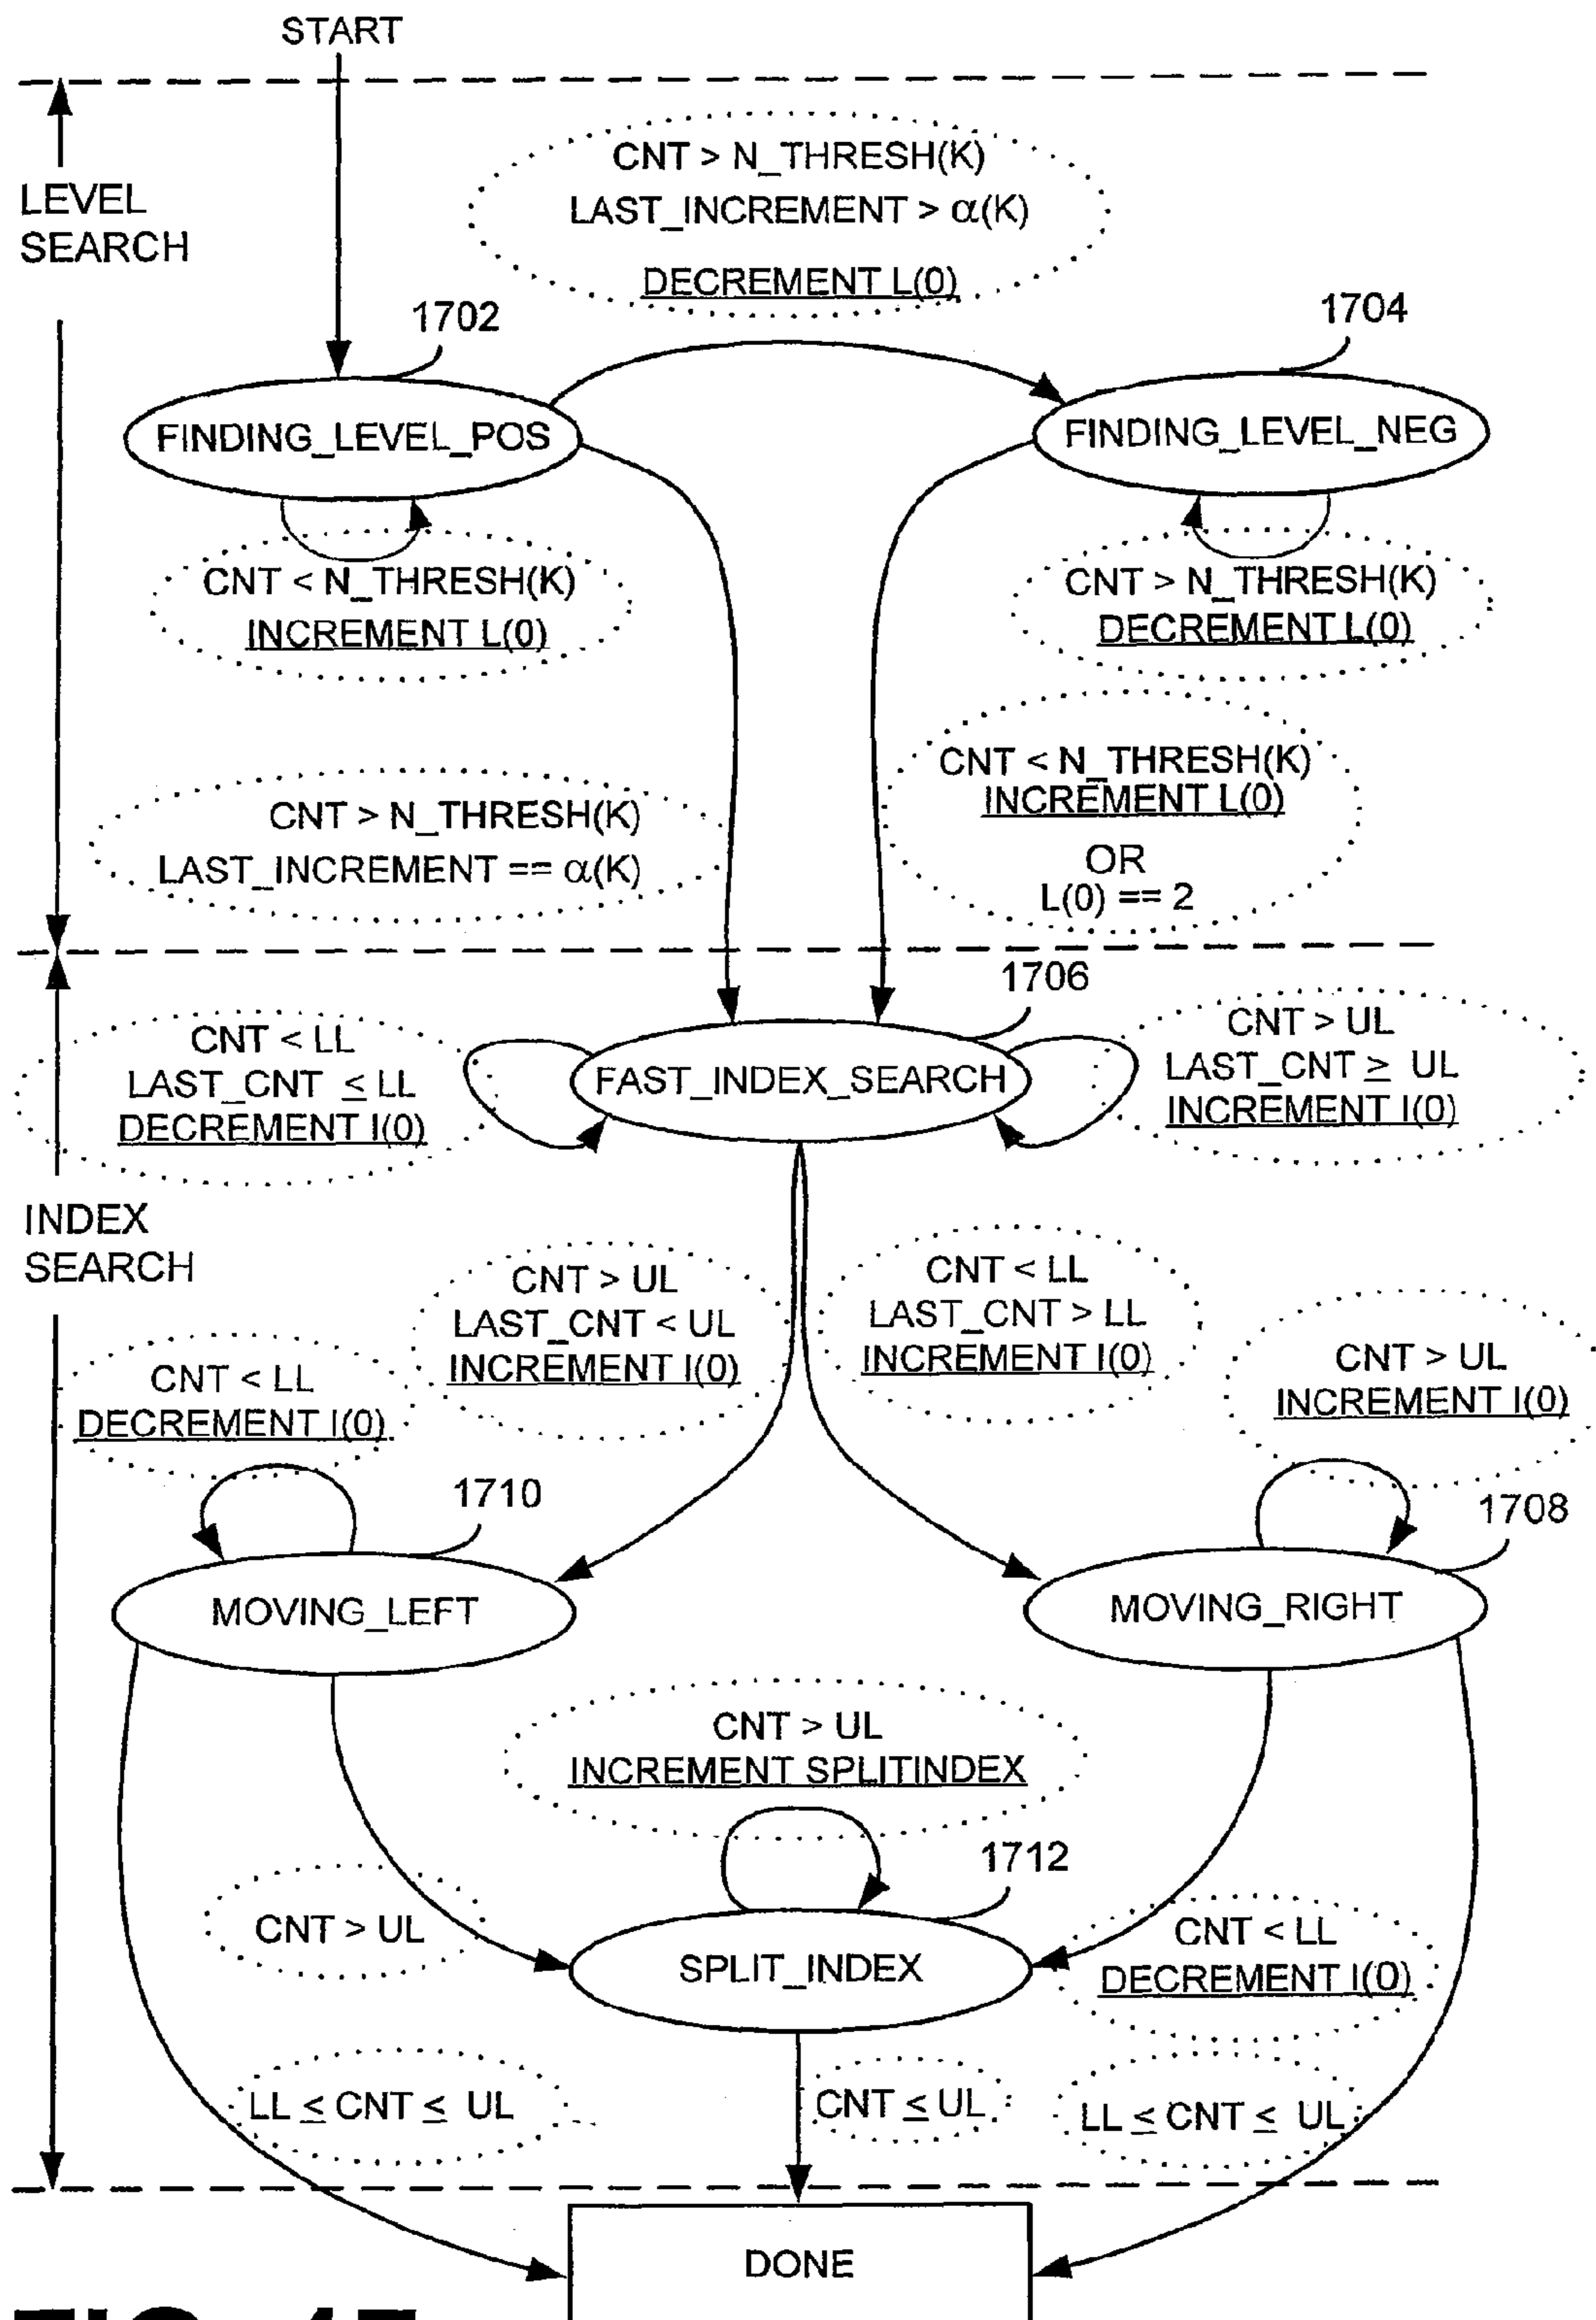 START
LEVEL
SEARCH
CNT > N_THRESH(K)
LAST_INCREMENT > α(K)
DECREMENT L(0)
1702
1704
FINDING_LEVEL_POS
FINDING_LEVEL_NEG
CNT < N_THRESH(K)
INCREMENT L(0)
CNT > N_THRESH(K)
DECREMENT L(0)
CNT > N_THRESH(K)
LAST_INCREMENT == α(K)
CNT < N_THRESH(K)
INCREMENT L(0)
OR
L(0) == 2
1706
CNT < LL
LAST_CNT ≤ LL
DECREMENT I(0)
FAST_INDEX_SEARCH
CNT > UL
LAST_CNT ≥ UL
INCREMENT I(0)
INDEX
SEARCH
CNT > UL
LAST_CNT < UL
INCREMENT I(0)
CNT < LL
LAST_CNT > LL
INCREMENT I(0)
CNT < LL
DECREMENT I(0)
CNT > UL
INCREMENT I(0)
1710
1708
MOVING_LEFT
MOVING_RIGHT
CNT > UL
INCREMENT SPLITINDEX
1712
CNT > UL
SPLIT_INDEX
CNT < LL
DECREMENT I(0)
LL ≤ CNT ≤ UL
CNT ≤ UL
LL ≤ CNT ≤ UL
DONE